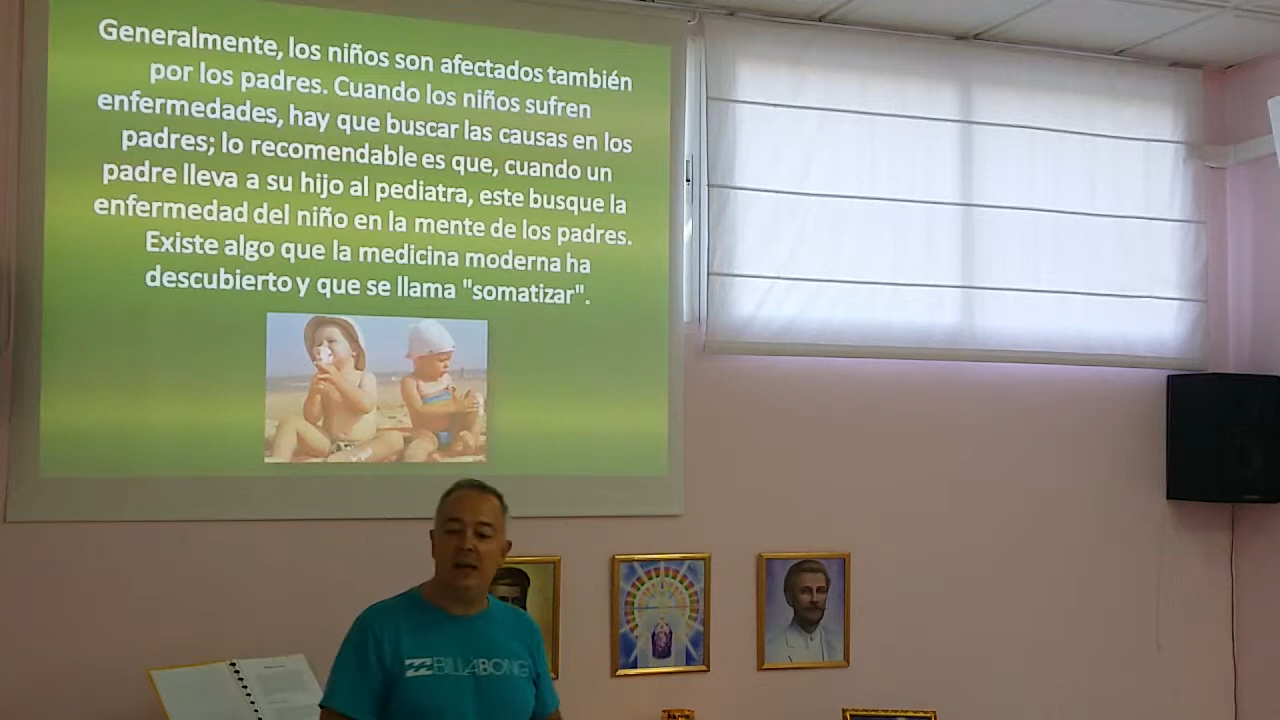 Generalmente, los niños son afectados también
por los padres. Cuando los niños sufren
enfermedades, hay que buscar las causas en los
padres; lo recomendable es que, cuando un
padre lleva a su hijo al pediatra, este busque la
enfermedad del niño en la mente de los padres.
Existe algo que la medicina moderna ha
descubierto y que se llama "somatizar".
BILLABONG